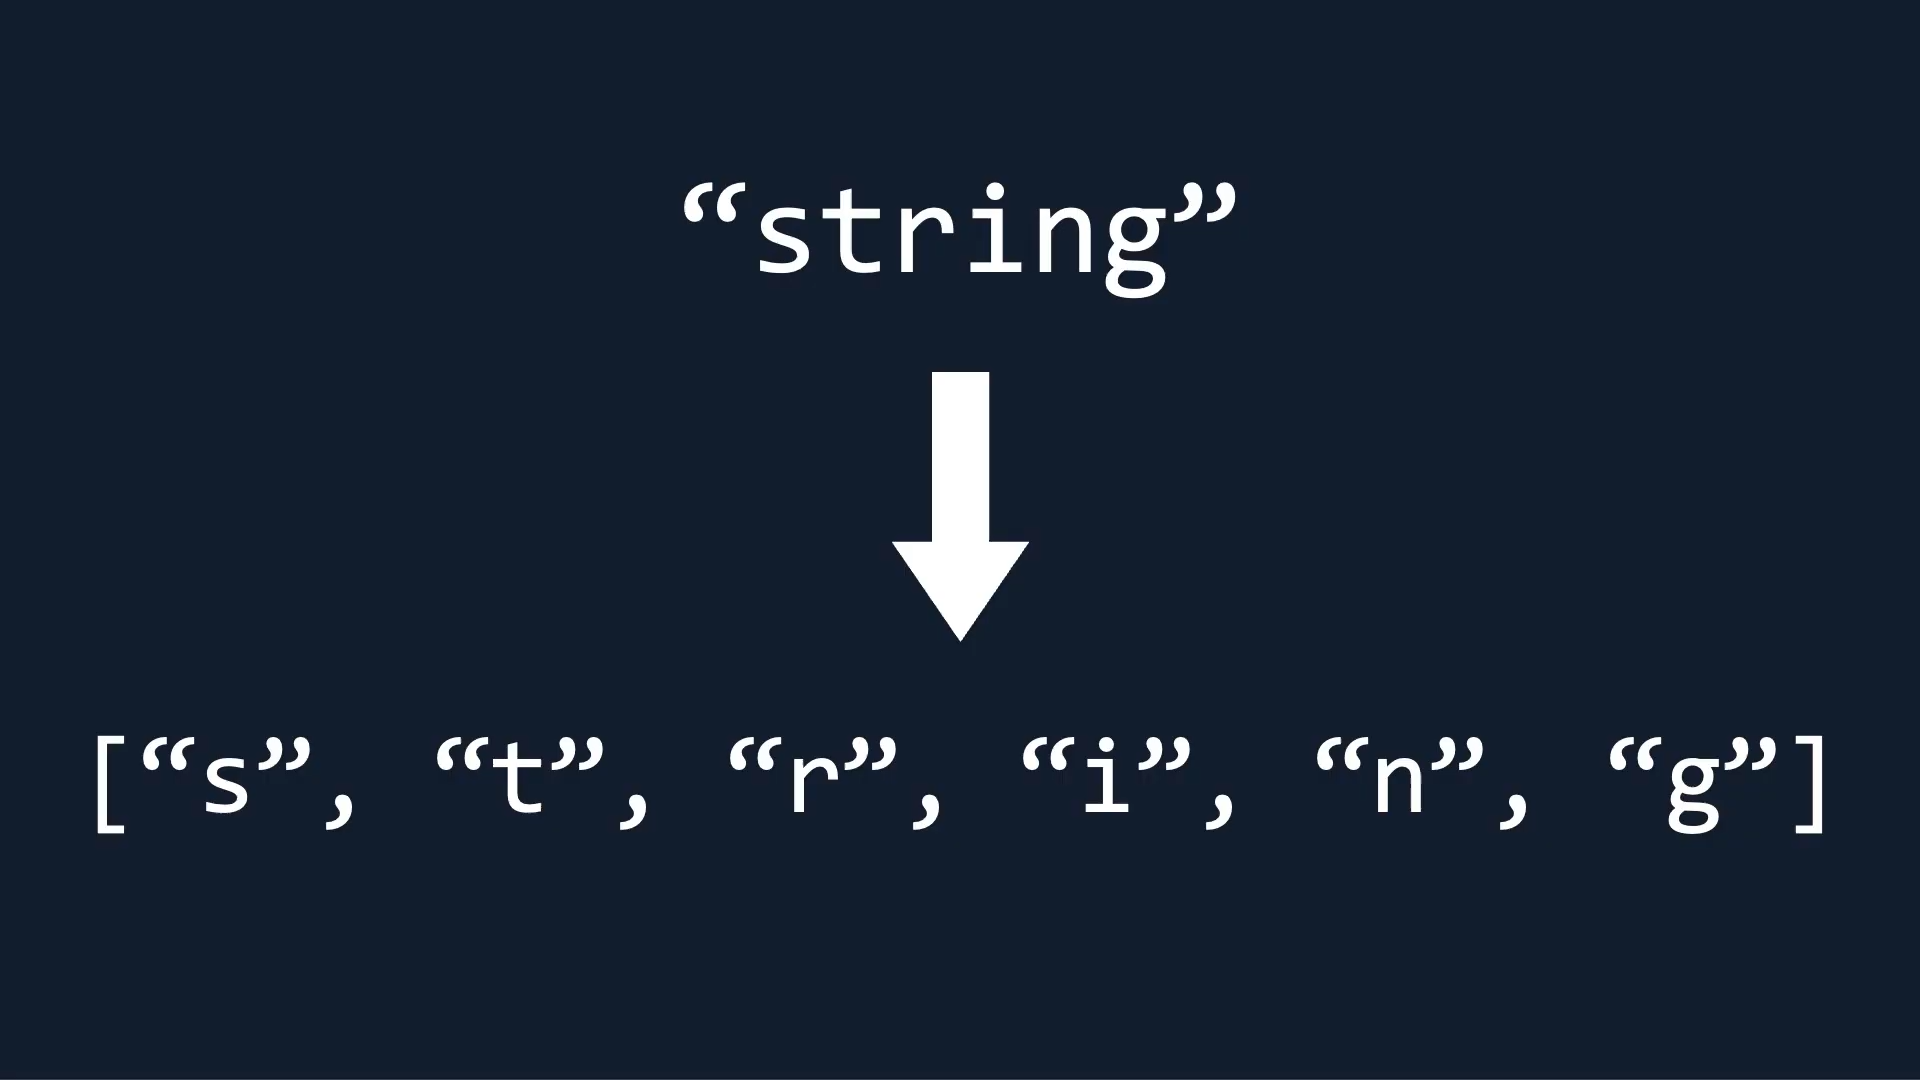 “string”
[“s”, “t”, “r”, “i”, “n”, “g”]